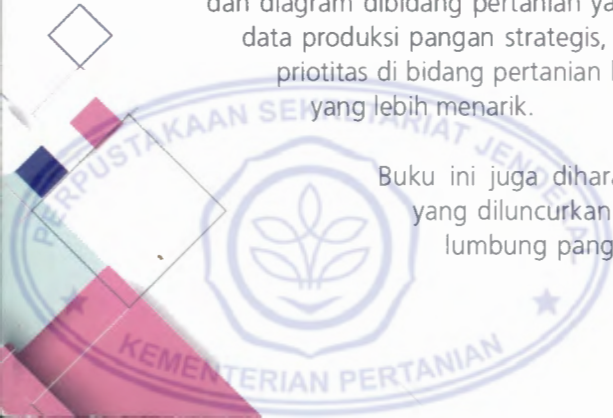 dan diagram dibidang pertanian ya
data produksi pangan strategis,
priotitas di bidang pertanian
yang lebih menarik.
Buku ini juga dihara
yang diluncurkan
lumbung pang
PERPUSTAKAAN SEKRETARIAT JENDERAL
KEMENTERIAN PERTANIAN